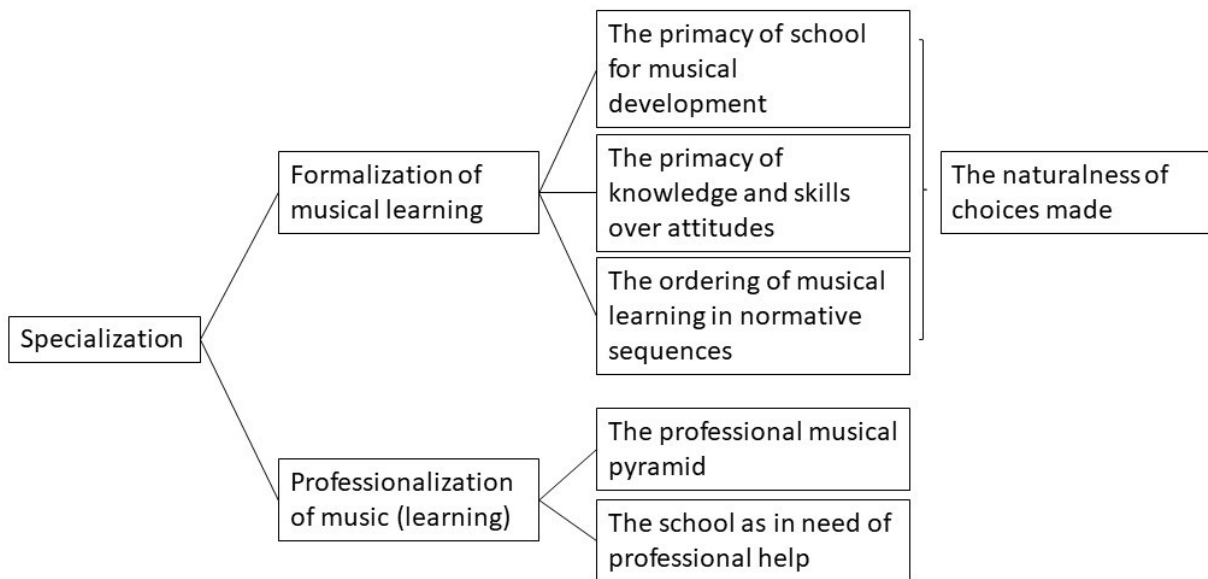 The primacy of school
for musical
development
Formalization of
musical learning
The primacy of
knowledge and skills
over attitudes
The naturalness of
choices made
The ordering of musical
learning in normative
sequences
Specialization
The professional musical
pyramid
Professionalization
of music (learning)
The school as in need of
professional help